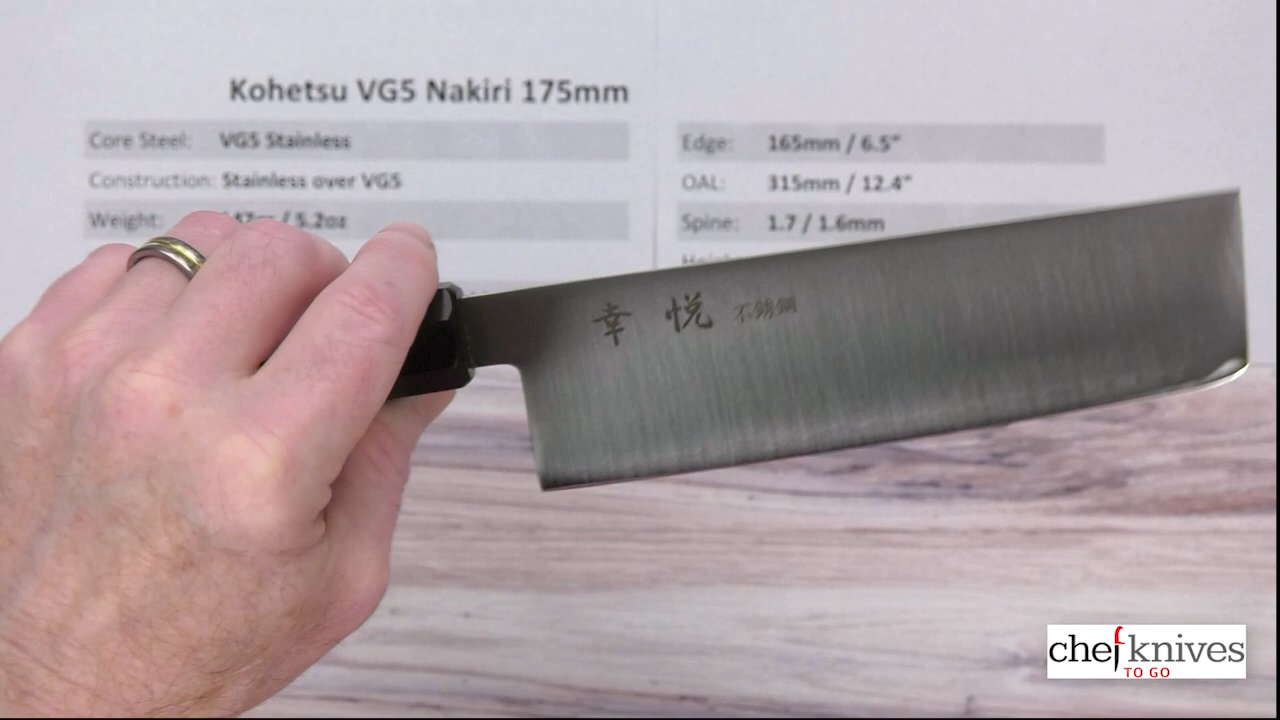 Kohetsu VG5 Nakiri 175mm
Core Steel: VG5 Stainless
Construction: Stainless over VG5
Weight: / 5.2oz
Edge: 165mm / 6.5”
OAL: 315mm / 12.4”
Spine: 1.7 / 1.6mm
幸悦 不銹鋼
chef knives
TO GO